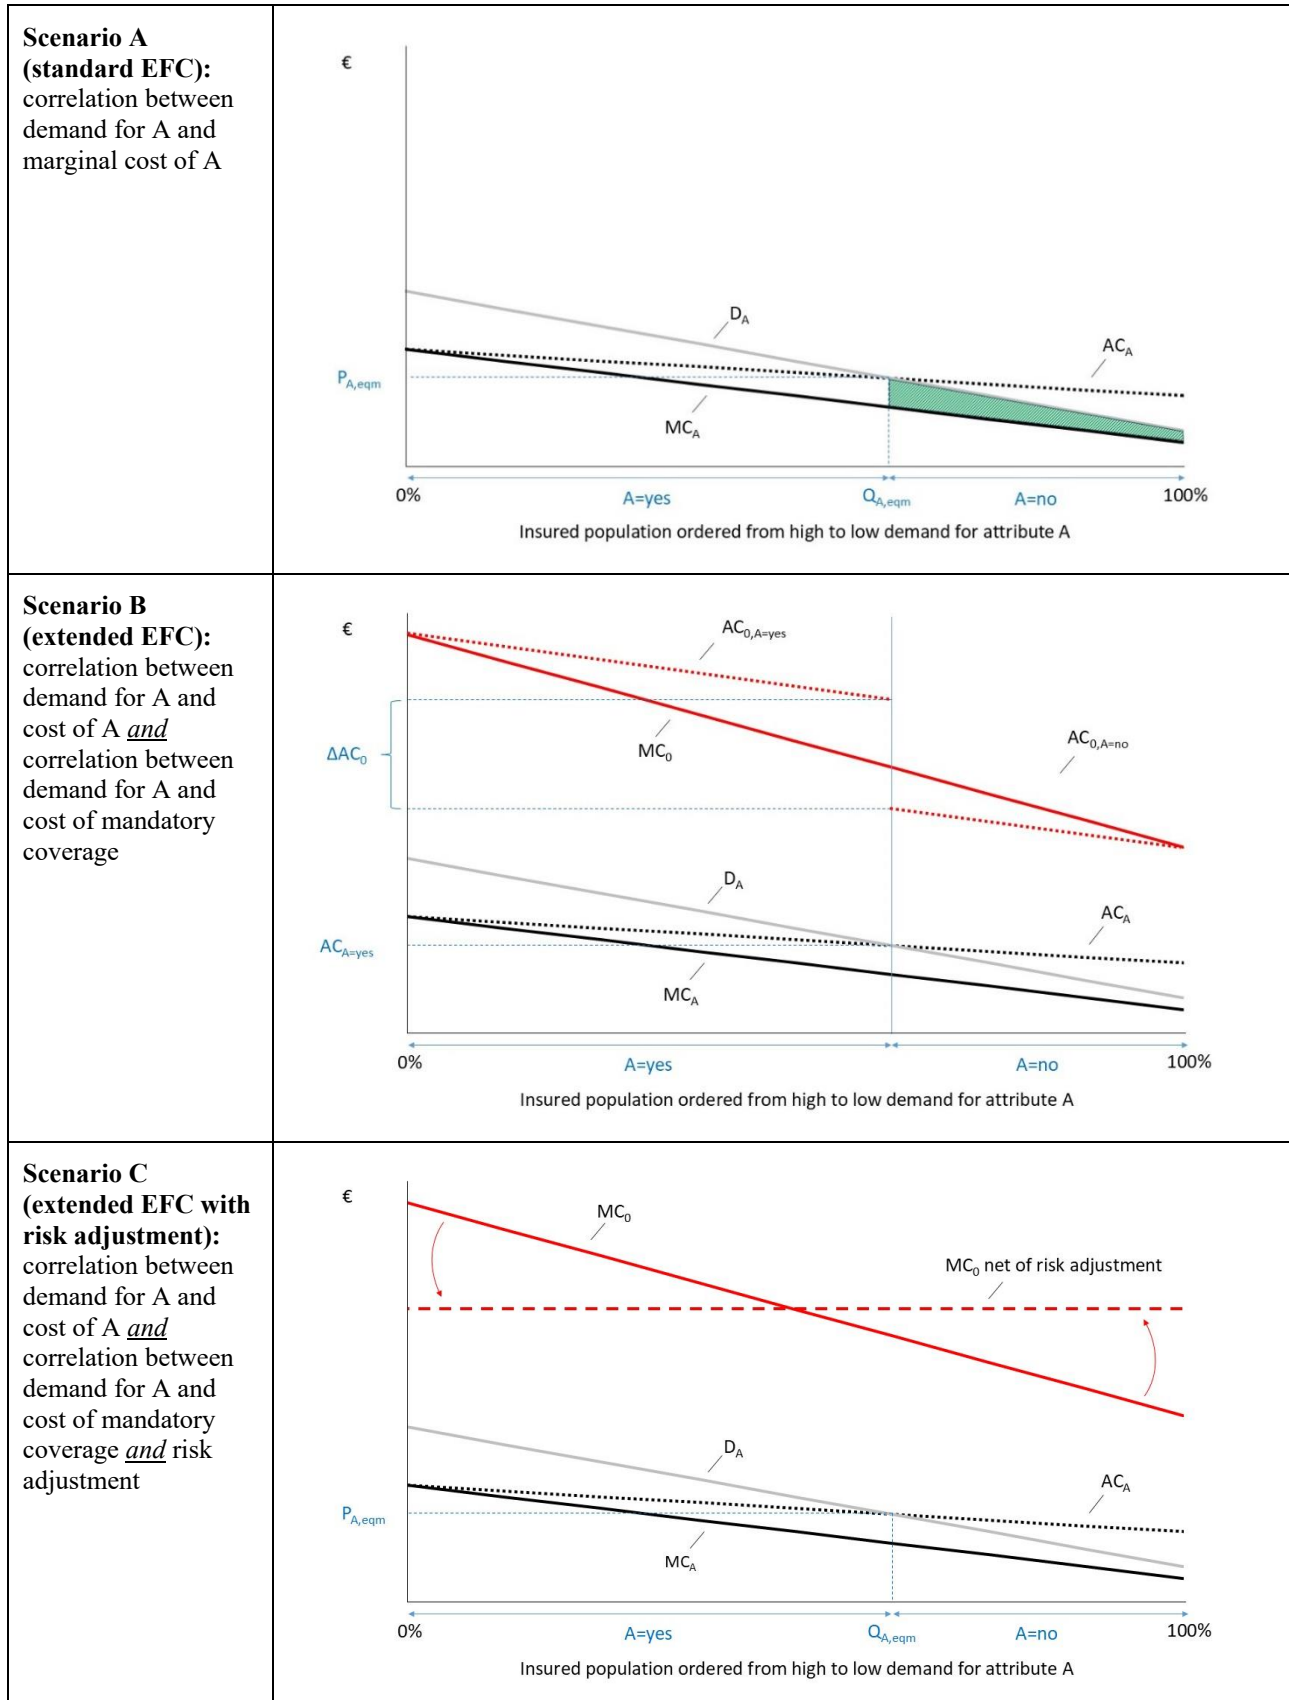 Scenario A
(standard EFC):
correlation between
demand for A and
marginal cost of A
€
D_A
AC_A
P_A,eqm
MC_A
0%
A=yes
Q_A,eqm
A=no
100%
Insured population ordered from high to low demand for attribute A
Scenario B
(extended EFC):
correlation between
demand for A and
cost of A and
correlation between
demand for A and
cost of mandatory
coverage
€
AC_0,A=yes
ΔAC_0
MC_0
AC_0,A=no
D_A
AC_A
AC_A=yes
MC_A
0%
A=yes
A=no
100%
Insured population ordered from high to low demand for attribute A
Scenario C
(extended EFC with
risk adjustment):
correlation between
demand for A and
cost of A and
correlation between
demand for A and
cost of mandatory
coverage and risk
adjustment
€
MC_0
MC_0 net of risk adjustment
D_A
AC_A
P_A,eqm
MC_A
0%
A=yes
Q_A,eqm
A=no
100%
Insured population ordered from high to low demand for attribute A